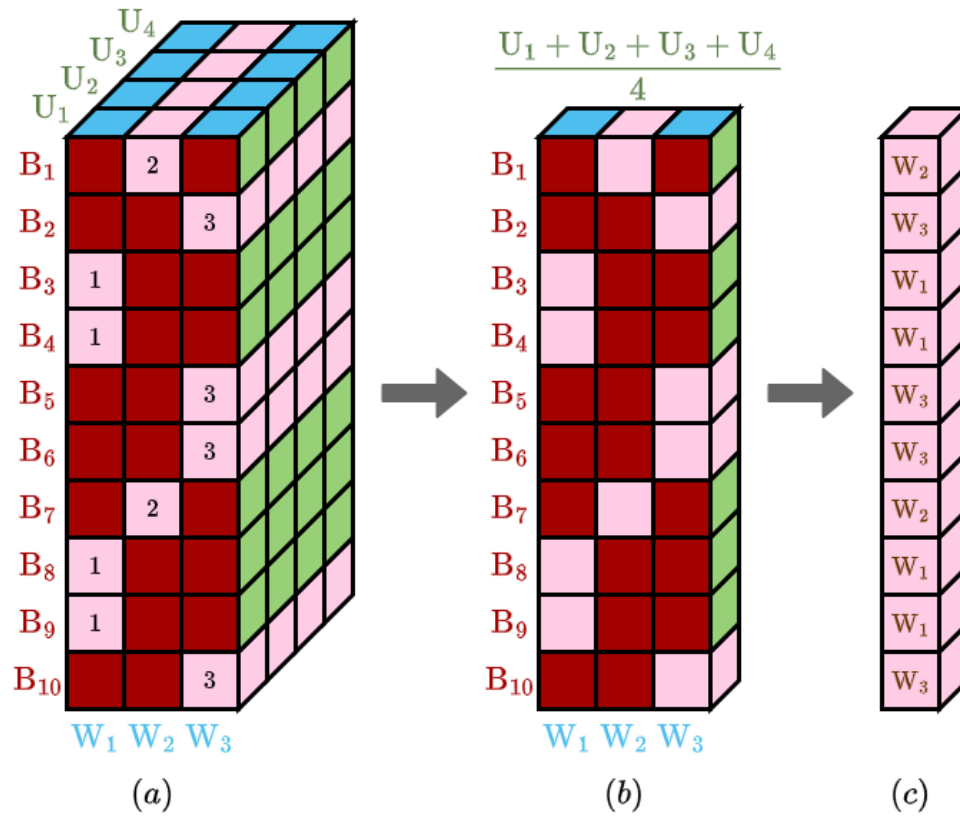 U₄
U₃
U₂
U₁
U₁ + U₂ + U₃ + U₄
4
B₁ 2 B₁ W₂
B₂ 3 B₂ W₃
B₃ 1 B₃ W₁
B₄ 1 B₄ W₁
B₅ 3 B₅ W₃
B₆ 3 B₆ W₃
B₇ 2 B₇ W₂
B₈ 1 B₈ W₁
B₉ 1 B₉ W₁
B₁₀ 3 B₁₀ W₃
W₁ W₂ W₃ W₁ W₂ W₃
(a) (b) (c)